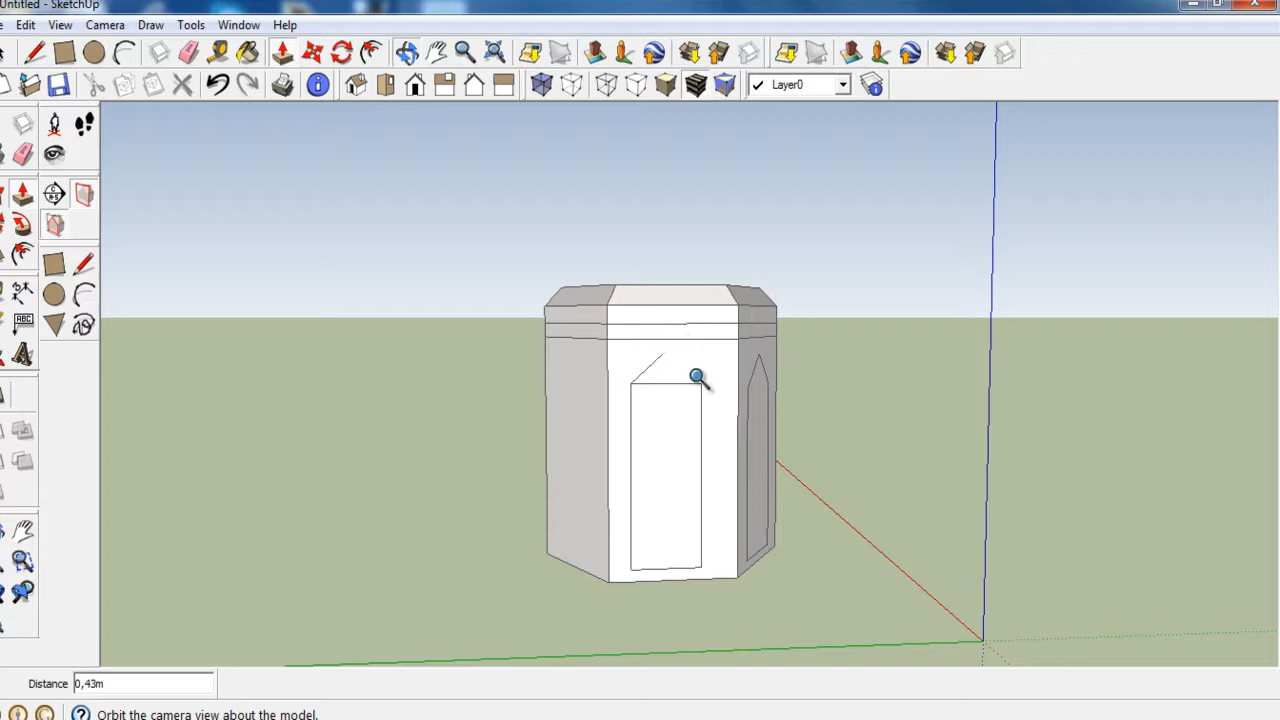 Untitled - SketchUp
Edit View Camera Draw Tools Window Help
Layer0
ABC
Distance 0,43m
Orbit the camera view about the model.